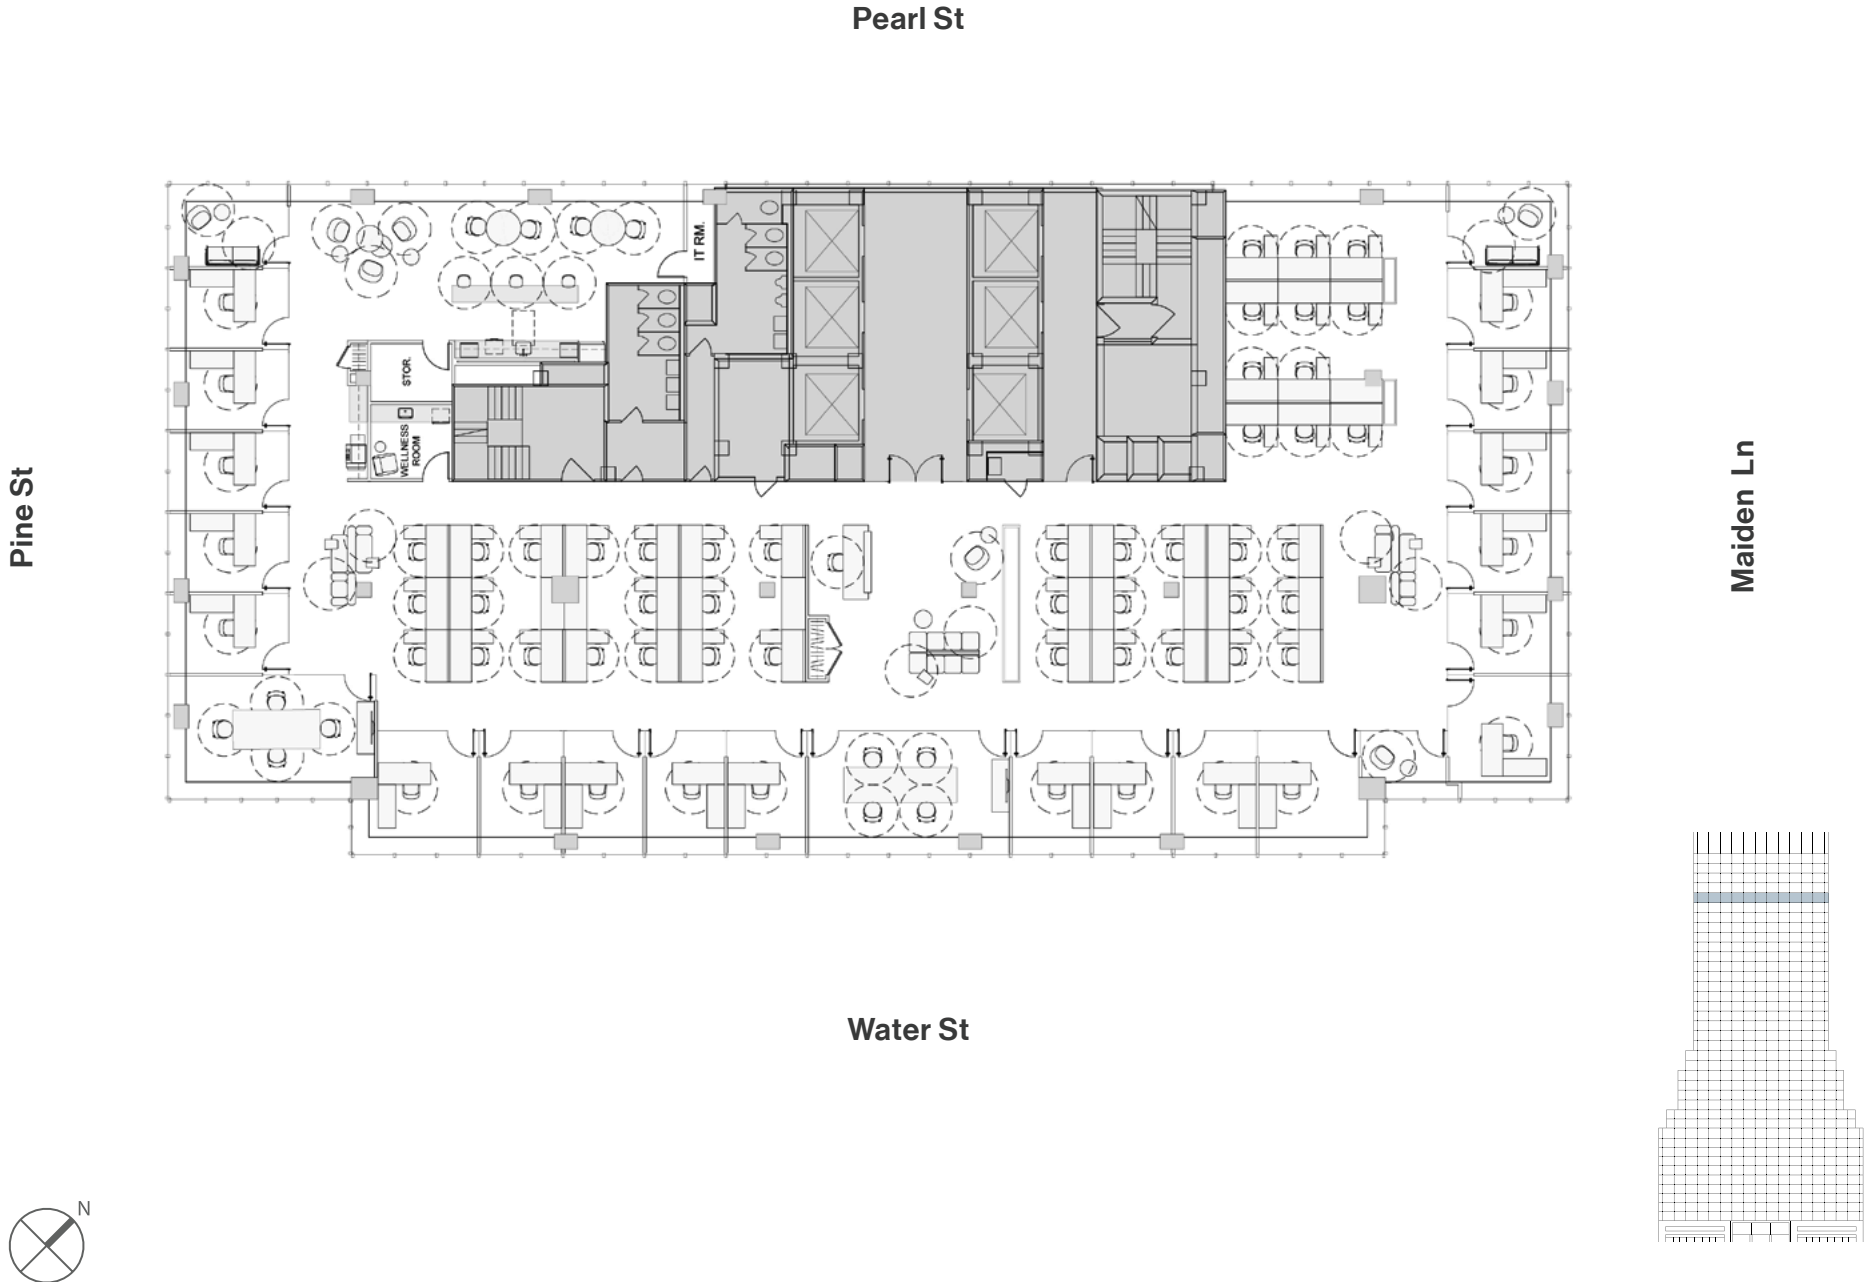 Pearl St
IT RM.
STOR.
WELLNESS
ROOM
Pine St
Maiden Ln
Water St
N